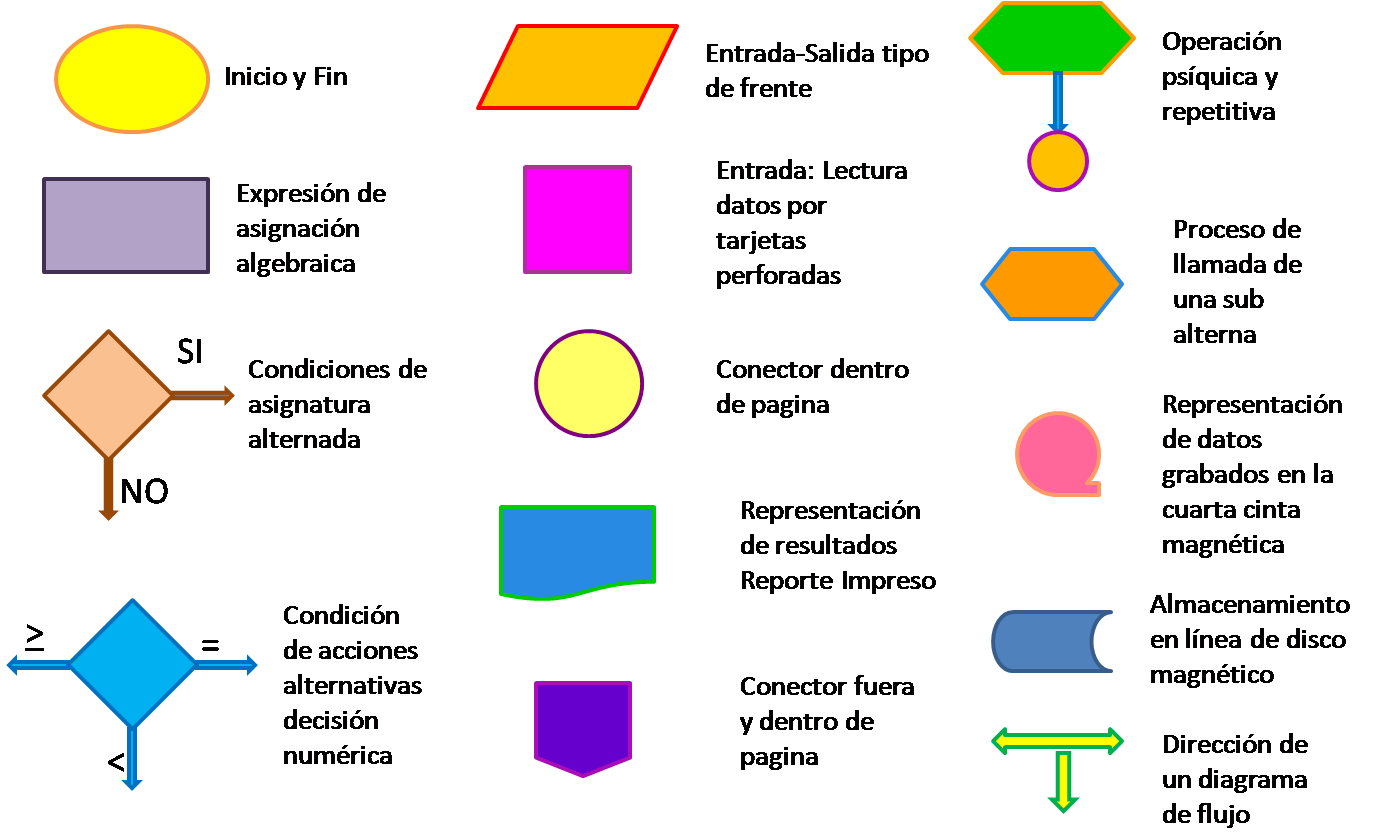 Inicio y Fin
Expresión de
asignación
algebraica
SI
Condiciones de
asignatura
alternada
NO
≥
=
<
Condición
de acciones
alternativas
decisión
numérica
Entrada-Salida tipo
de frente
Entrada: Lectura
datos por
tarjetas
perforadas
Conector dentro
de pagina
Representación
de resultados
Reporte Impreso
Conector fuera
y dentro de
pagina
Operación
psíquica y
repetitiva
Proceso de
llamada de
una sub
alterna
Representación
de datos
grabados en la
cuarta cinta
magnética
Almacenamiento
en línea de disco
magnético
Dirección de
un diagrama
de flujo